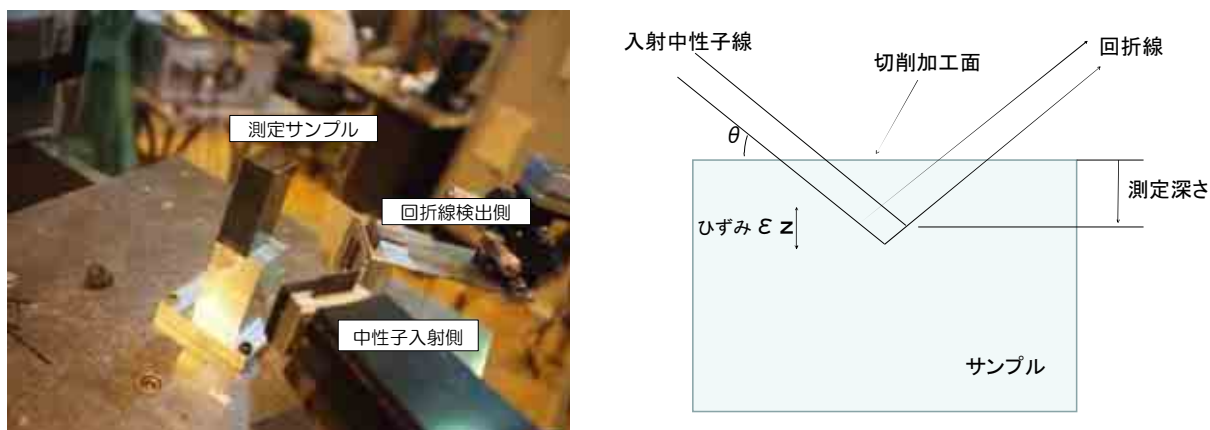 測定サンプル
回折線検出側
中性子入射側
入射中性子線
切削加工面
回折線
θ
測定深さ
ひずみ ε z
サンプル